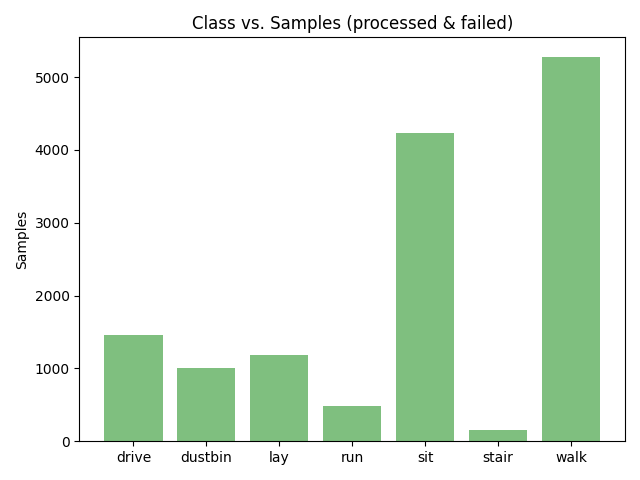 Class vs. Samples (processed & failed)
Samples
5000
4000
3000
2000
1000
0
drive dustbin lay run sit stair walk